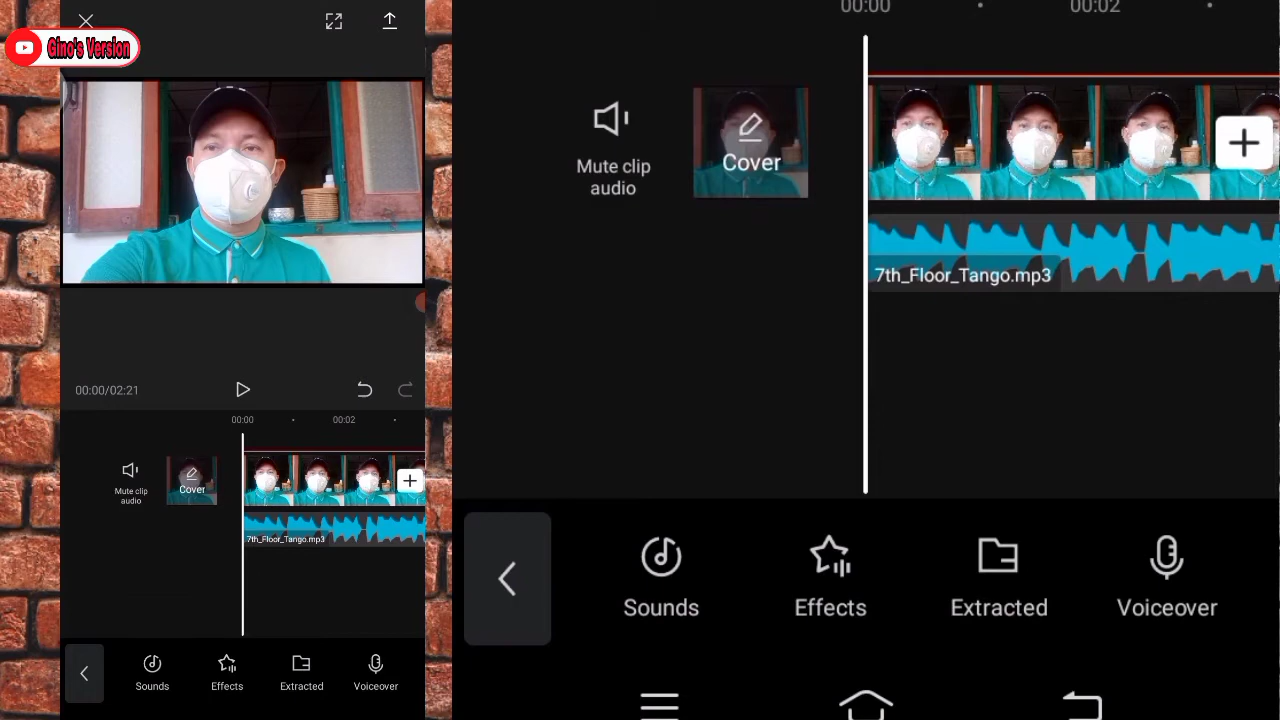 Gino's Version
00:00/02:21
00:00
00:02
Mute clip
audio
Cover
7th_Floor_Tango.mp3
Sounds
Effects
Extracted
Voiceover
00:00
00:02
Mute clip
audio
Cover
7th_Floor_Tango.mp3
Sounds
Effects
Extracted
Voiceover